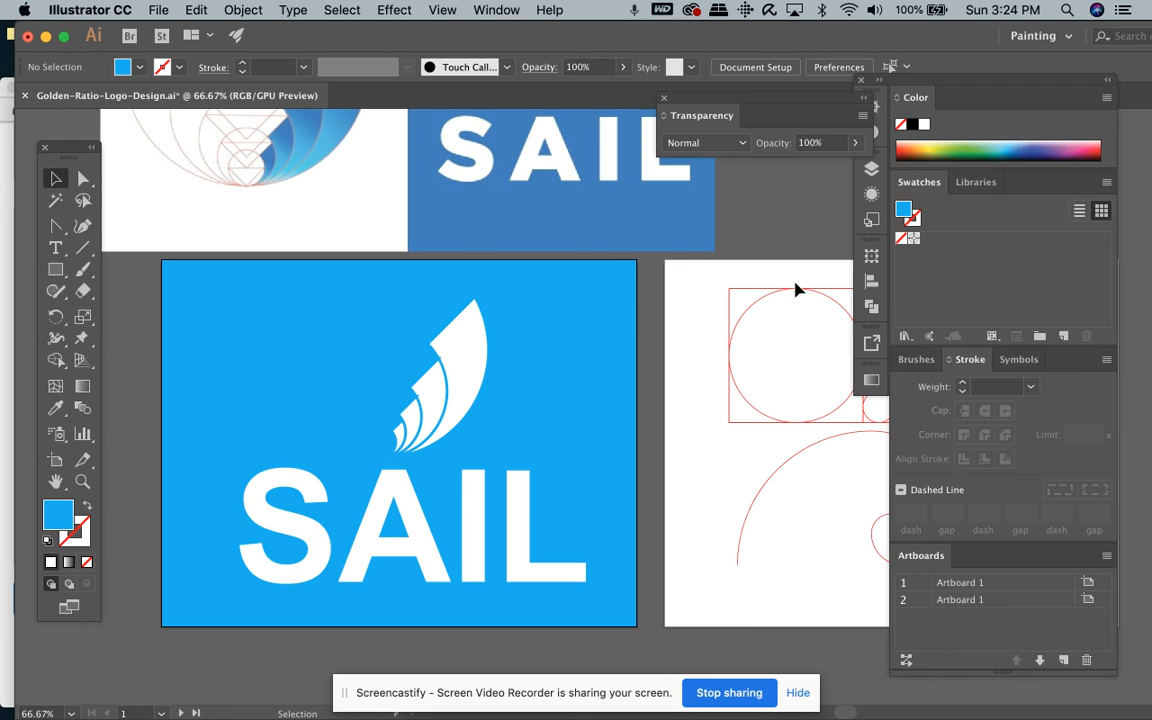 Illustrator CC File Edit Object Type Select Effect View Window Help 100% Sun 3:24 PM
Ai Br St Painting Search A
No Selection Stroke: Touch Call... Opacity: 100% Style: Document Setup Preferences
× Golden-Ratio-Logo-Design.ai* @ 66.67% (RGB/GPU Preview)
Color
Transparency
Normal Opacity: 100%
SAIL
Swatches Libraries
SAIL
Brushes Stroke Symbols
Weight:
Cap:
Corner: Limit: x
Align Stroke:
Dashed Line
dash gap dash gap dash gap
Artboards
1 Artboard 1
2 Artboard 1
Screencastify - Screen Video Recorder is sharing your screen. Stop sharing Hide
66.67% 1 Selection